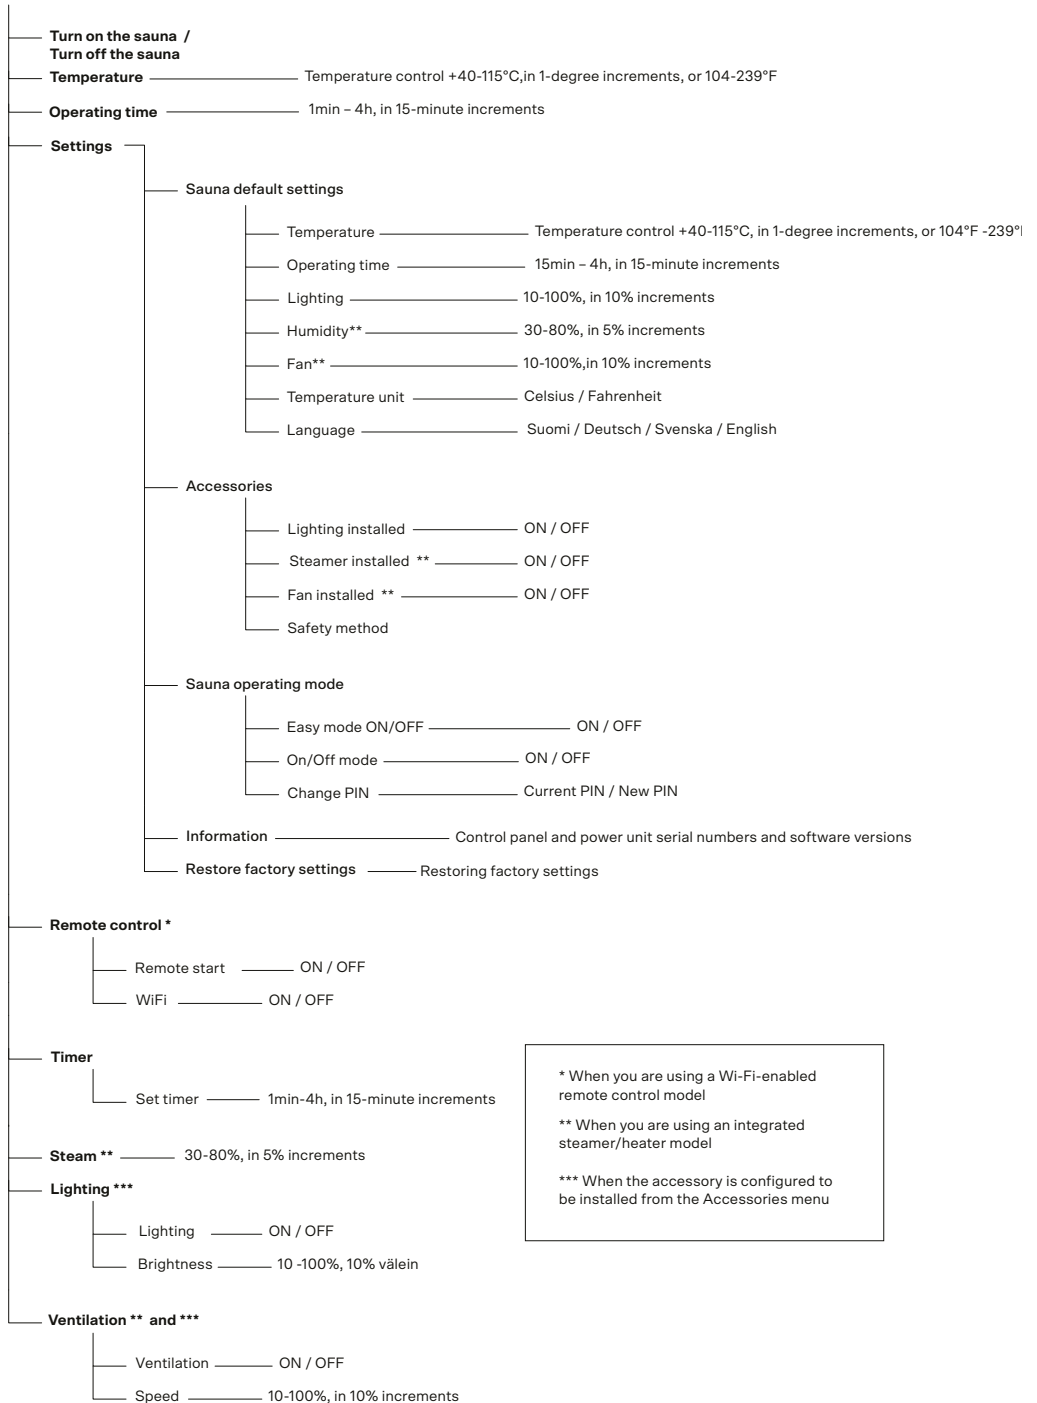 Turn on the sauna /
Turn off the sauna
Temperature Temperature control +40-115°C,in 1-degree increments, or 104-239°F
Operating time 1min – 4h, in 15-minute increments
Settings
Sauna default settings
Temperature Temperature control +40-115°C, in 1-degree increments, or 104°F -239°
Operating time 15min – 4h, in 15-minute increments
Lighting 10-100%, in 10% increments
Humidity** 30-80%, in 5% increments
Fan** 10-100%,in 10% increments
Temperature unit Celsius / Fahrenheit
Language Suomi / Deutsch / Svenska / English
Accessories
Lighting installed ON / OFF
Steamer installed ** ON / OFF
Fan installed ** ON / OFF
Safety method
Sauna operating mode
Easy mode ON/OFF ON / OFF
On/Off mode ON / OFF
Change PIN Current PIN / New PIN
Information Control panel and power unit serial numbers and software versions
Restore factory settings Restoring factory settings
Remote control *
Remote start ON / OFF
WiFi ON / OFF
Timer
Set timer 1min-4h, in 15-minute increments
* When you are using a Wi-Fi-enabled
remote control model
** When you are using an integrated
steamer/heater model
*** When the accessory is configured to
be installed from the Accessories menu
Steam ** 30-80%, in 5% increments
Lighting ***
Lighting ON / OFF
Brightness 10 -100%, 10% välein
Ventilation ** and ***
Ventilation ON / OFF
Speed 10-100%, in 10% increments